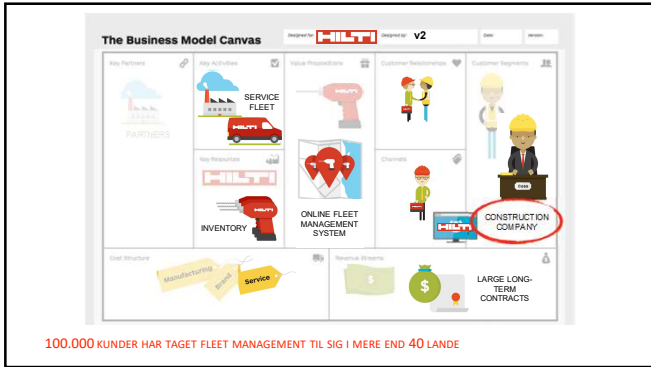 The Business Model Canvas
Designed for:
HILTI
Designed by:
v2
Date:
Version:
Key Partners
Key Activities
Value Propositions
Customer Relationships
Customer Segments
PARTNERS
SERVICE
FLEET
HILTI
Key Resources
HILTI
HILTI
INVENTORY
ONLINE FLEET
MANAGEMENT
SYSTEM
Channels
HILTI
BOSS
CONSTRUCTION
COMPANY
Cost Structure
Manufacturing
Brand
Service
Revenue Streams
$
LARGE LONG-
TERM
CONTRACTS
100.000 KUNDER HAR TAGET FLEET MANAGEMENT TIL SIG I MERE END 40 LANDE